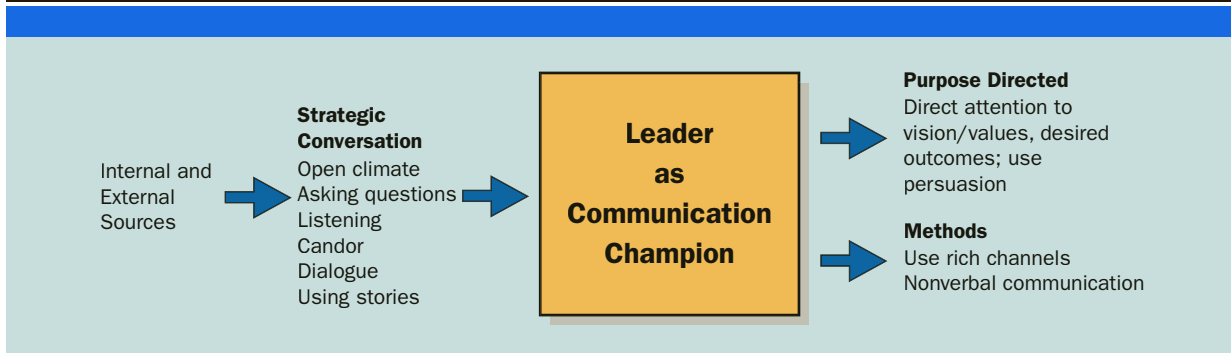 Internal and
External
Sources
Strategic
Conversation
Open climate
Asking questions
Listening
Candor
Dialogue
Using stories
Leader
as
Communication
Champion
Purpose Directed
Direct attention to
vision/values, desired
outcomes; use
persuasion
Methods
Use rich channels
Nonverbal communication